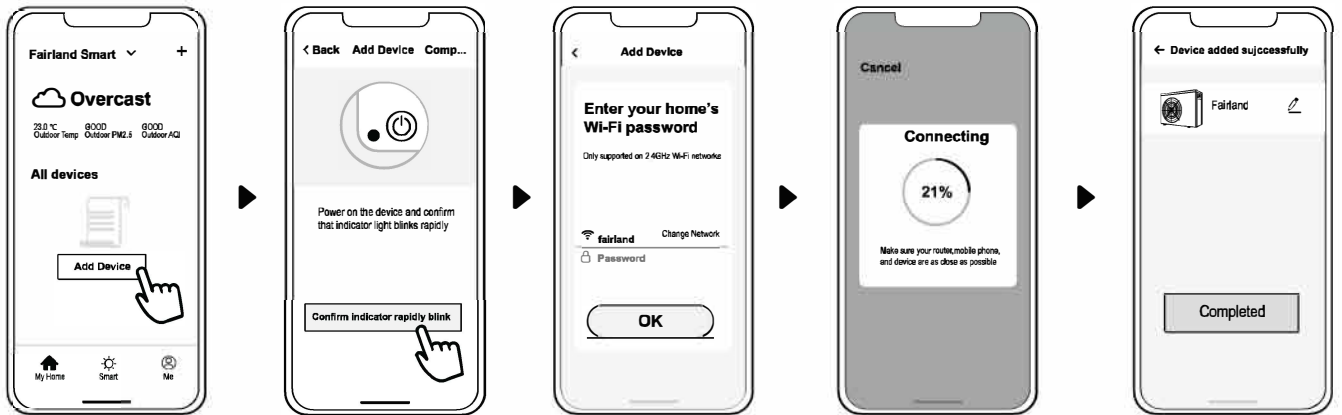 Fairland Smart +
Overcast
23.0 ℃ GOOD GOOD
Outdoor Temp Outdoor PM2.5 Outdoor AQI
All devices
Add Device
My Home Smart Me
< Back Add Device Comp...
Power on the device and confirm
that indicator light blinks rapidly
Confirm indicator rapidly blink
< Add Device
Enter your home's
Wi-Fi password
Only supported on 2 4GHz Wi-Fi networks
fairland Change Network
Password
OK
Cancel
Connecting
21%
Make sure your router,mobile phone,
and device are as close as possible
← Device added sujccessfully
Fairland
Completed